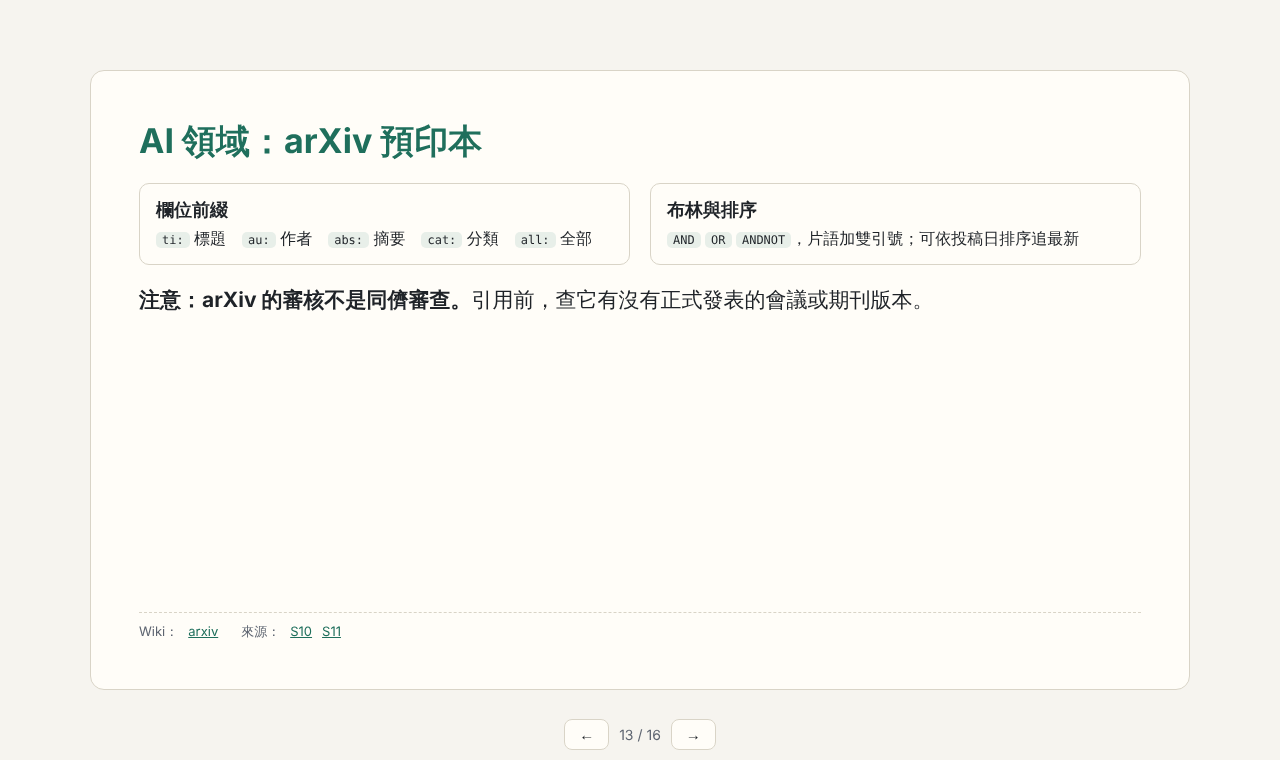 AI 領域：arXiv 預印本
欄位前綴
ti: 標題 au: 作者 abs: 摘要 cat: 分類 all: 全部
布林與排序
AND OR ANDNOT，片語加雙引號；可依投稿日排序追最新
注意：arXiv 的審核不是同儕審查。引用前，查它有沒有正式發表的會議或期刊版本。
Wiki： arxiv 來源： S10 S11
← 13 / 16 →